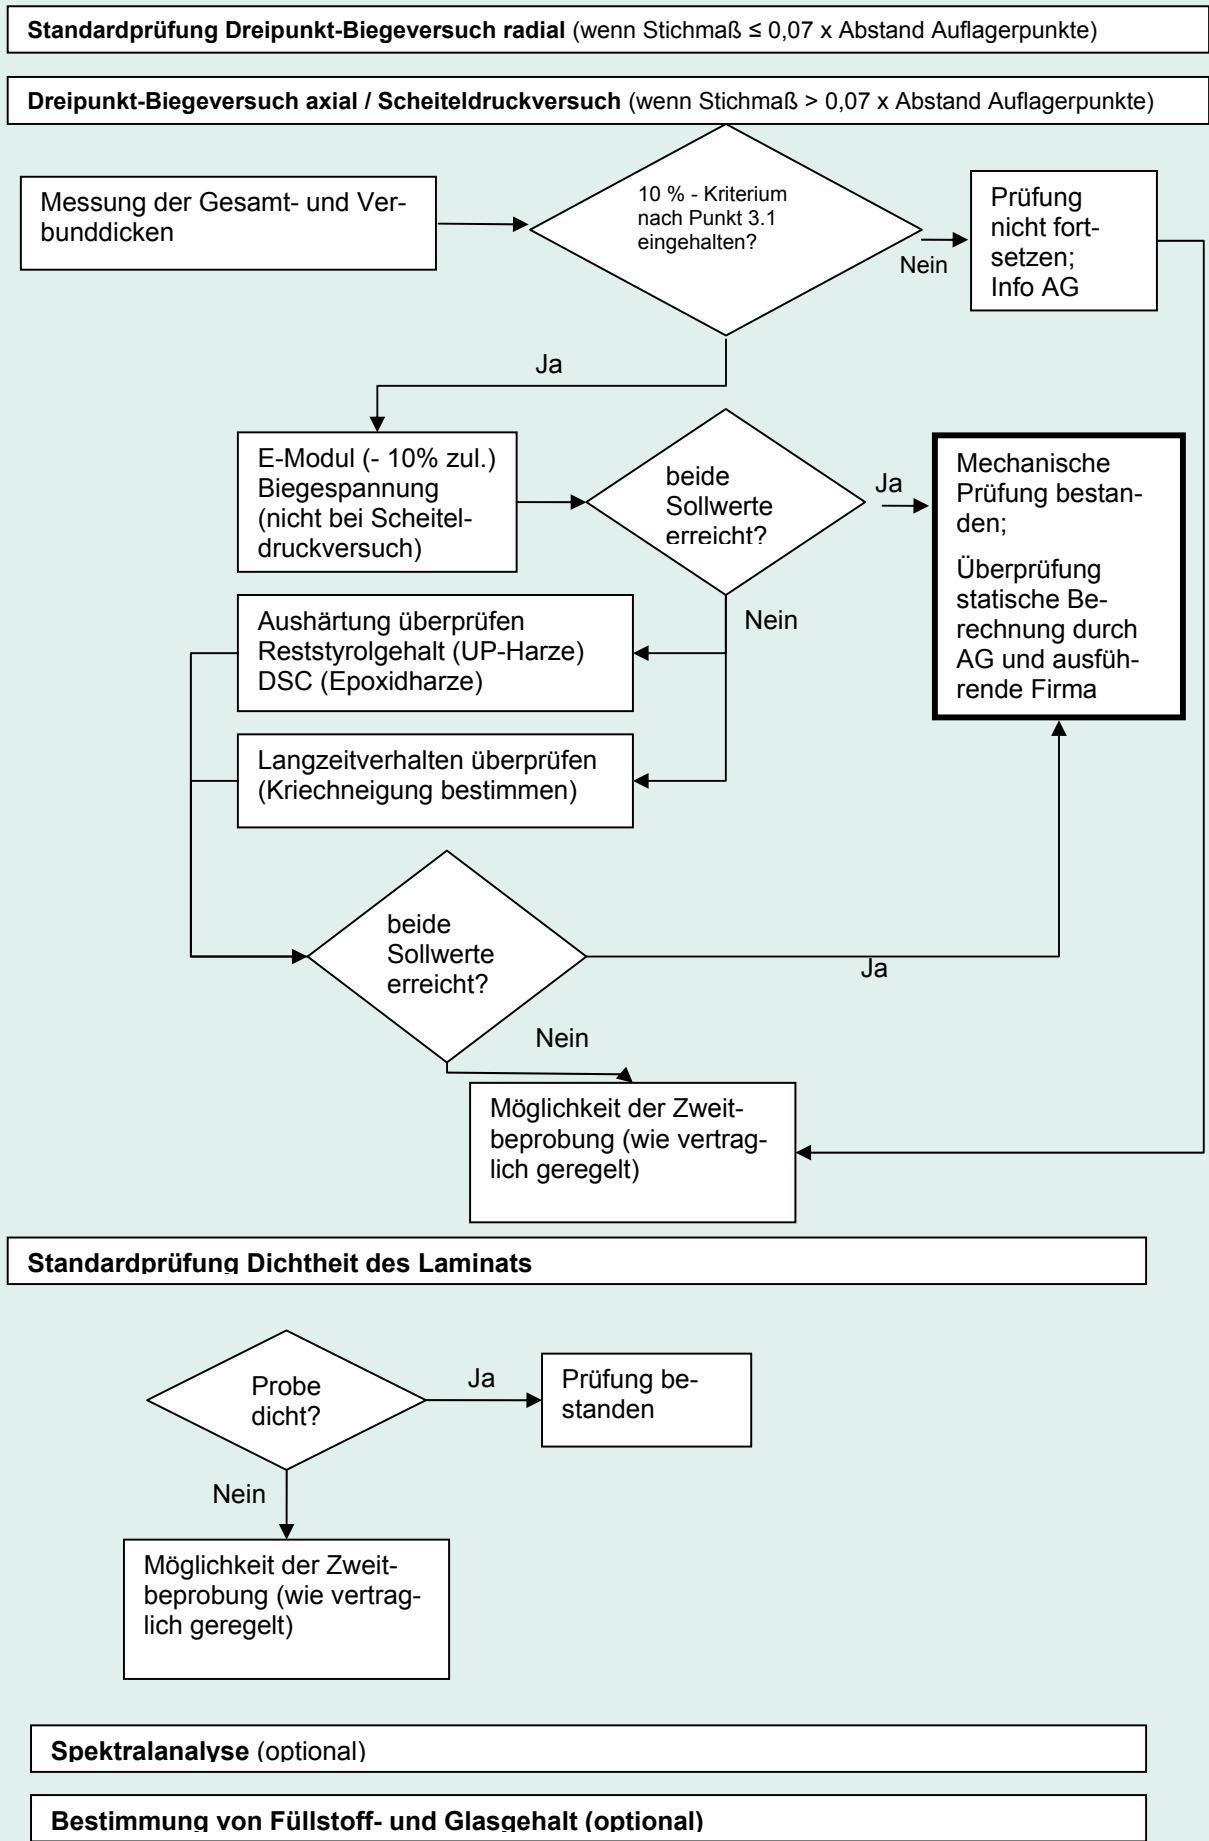 Standardprüfung Dreipunkt-Biegeversuch radial (wenn Stichmaß ≤ 0,07 x Abstand Auflagerpunkte)
Dreipunkt-Biegeversuch axial / Scheiteldruckversuch (wenn Stichmaß > 0,07 x Abstand Auflagerpunkte)
Messung der Gesamt- und Ver-
bunddicken
10 % - Kriterium
nach Punkt 3.1
eingehalten?
Nein
Prüfung
nicht fort-
setzen;
Info AG
Ja
E-Modul (- 10% zul.)
Biegespannung
(nicht bei Scheitel-
druckversuch)
beide
Sollwerte
erreicht?
Ja
Mechanische
Prüfung bestan-
den;
Überprüfung
statische Be-
rechnung durch
AG und ausfüh-
rende Firma
Nein
Aushärtung überprüfen
Reststyrolgehalt (UP-Harze)
DSC (Epoxidharze)
Langzeitverhalten überprüfen
(Kriechneigung bestimmen)
beide
Sollwerte
erreicht?
Ja
Nein
Möglichkeit der Zweit-
beprobung (wie vertrag-
lich geregelt)
Standardprüfung Dichtheit des Laminats
Probe
dicht?
Ja
Prüfung be-
standen
Nein
Möglichkeit der Zweit-
beprobung (wie vertrag-
lich geregelt)
Spektralanalyse (optional)
Bestimmung von Füllstoff- und Glasgehalt (optional)